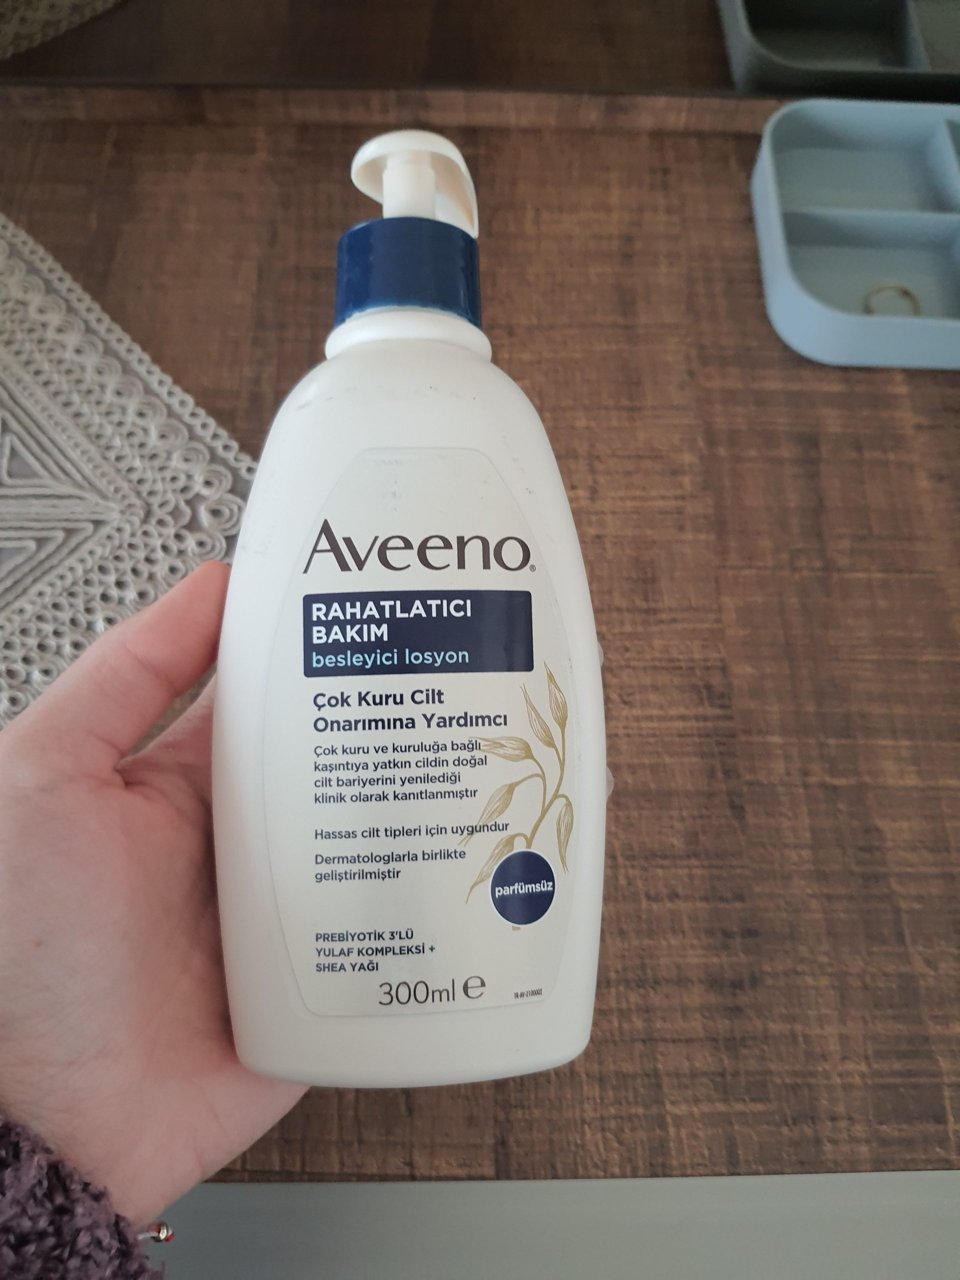 Aveeno®
RAHATLATICI
BAKIM
besleyici losyon
Çok Kuru Cilt
Onarımına Yardımcı
Çok kuru ve kuruluğa bağlı
kaşıntıya yatkın cildin doğal
cilt bariyerini yenilediği
klinik olarak kanıtlanmıştır
Hassas cilt tipleri için uygundur
Dermatologlarla birlikte
geliştirilmiştir
parfümsüz
PREBİYOTİK 3'LÜ
YULAF KOMPLEKSİ +
SHEA YAĞI
300ml e